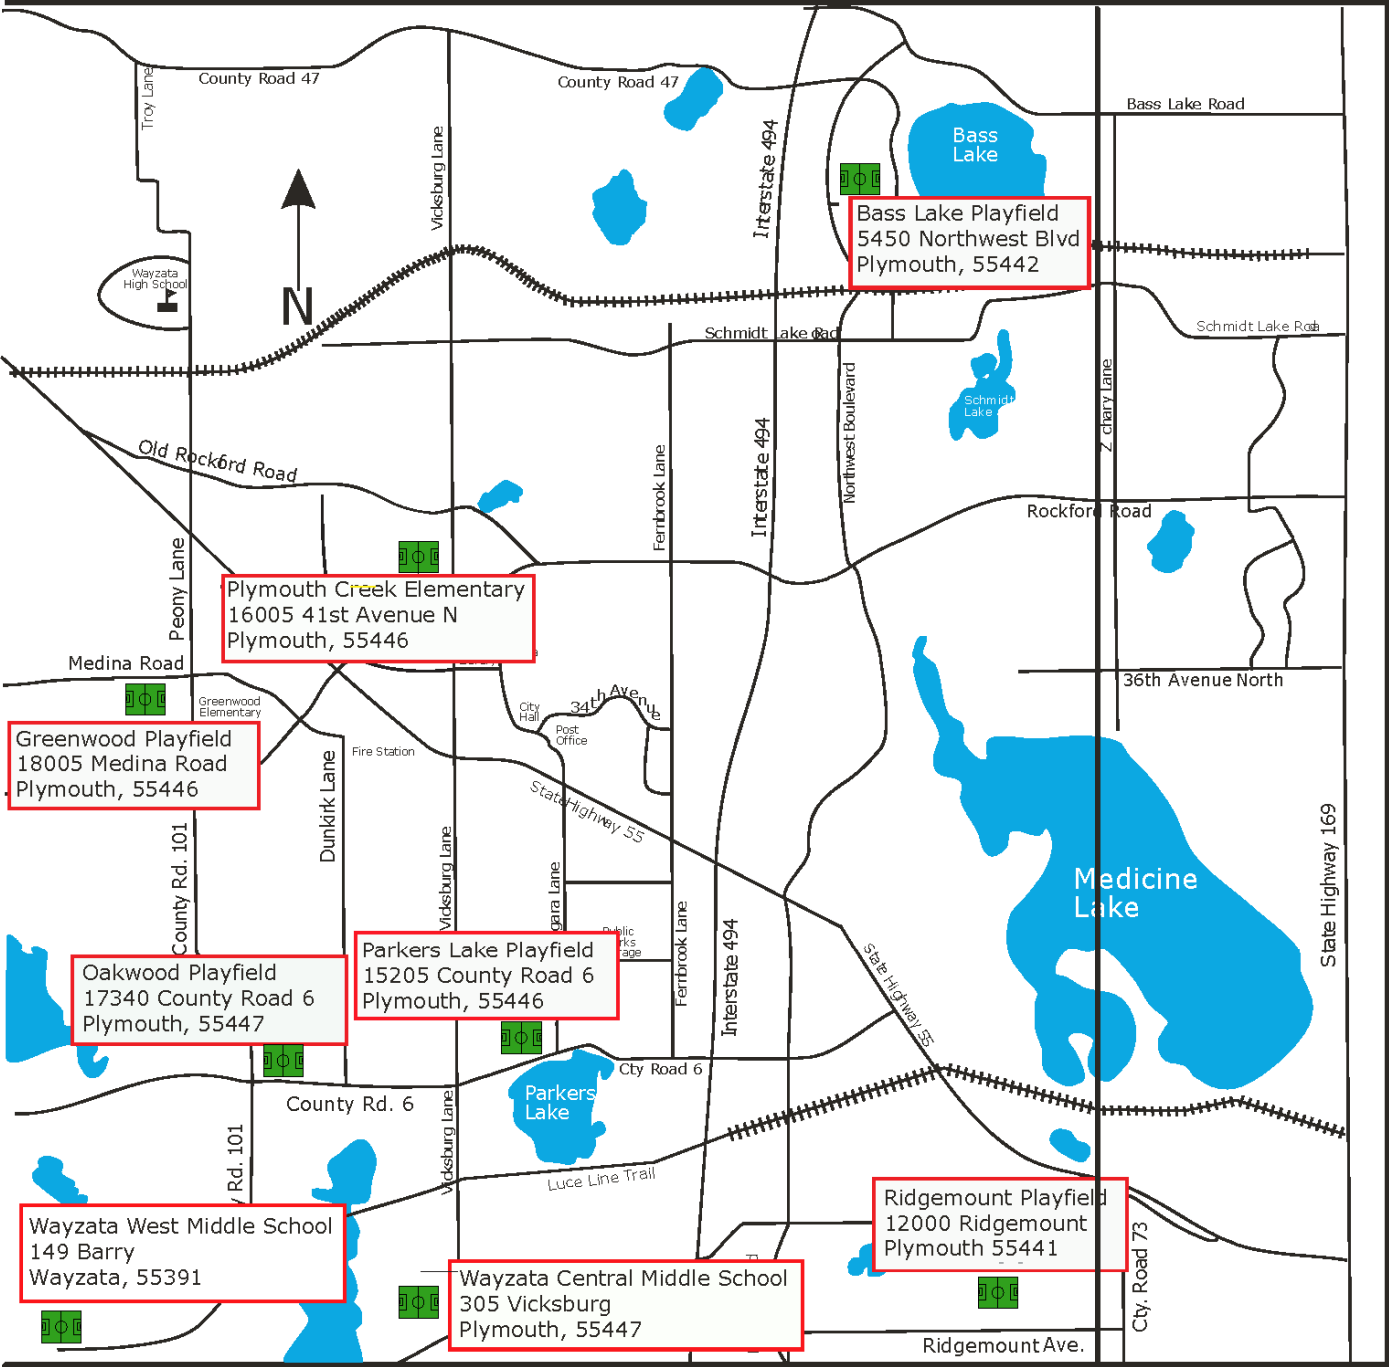 County Road 47
County Road 47
Bass Lake Road
Troy Lane
Vicksburg Lane
Interstate 494
Bass
Lake
Bass Lake Playfield
5450 Northwest Blvd
Plymouth, 55442
Wayzata
High School
N
Schmidt Lake
Schmidt Lake
Schmidt
Lake
Northwest Boulevard
Z chary Lane
Old Rockford Road
Fernbrook Lane
Interstate 494
Rockford Road
Peony Lane
Plymouth Creek Elementary
16005 41st Avenue N
Plymouth, 55446
Medina Road
36th Avenue North
Greenwood
Elementary
City
Hall
34th Avenue
Post
Office
Greenwood Playfield
18005 Medina Road
Plymouth, 55446
Fire Station
Dunkirk Lane
State Highway 55
County Rd. 101
Vicksburg Lane
gara Lane
State Highway 169
Medicine
Lake
Fernbrook Lane
Interstate 494
Public
rks
rage
Parkers Lake Playfield
15205 County Road 6
Plymouth, 55446
Oakwood Playfield
17340 County Road 6
Plymouth, 55447
State Highway 55
Cty Road 6
Parkers
Lake
County Rd. 6
Vicksburg Lane
y Rd. 101
Luce Line Trail
Ridgemount Playfield
12000 Ridgemount
Plymouth 55441
Wayzata West Middle School
149 Barry
Wayzata, 55391
Cty. Road 73
Wayzata Central Middle School
305 Vicksburg
Plymouth, 55447
Ridgemount Ave.